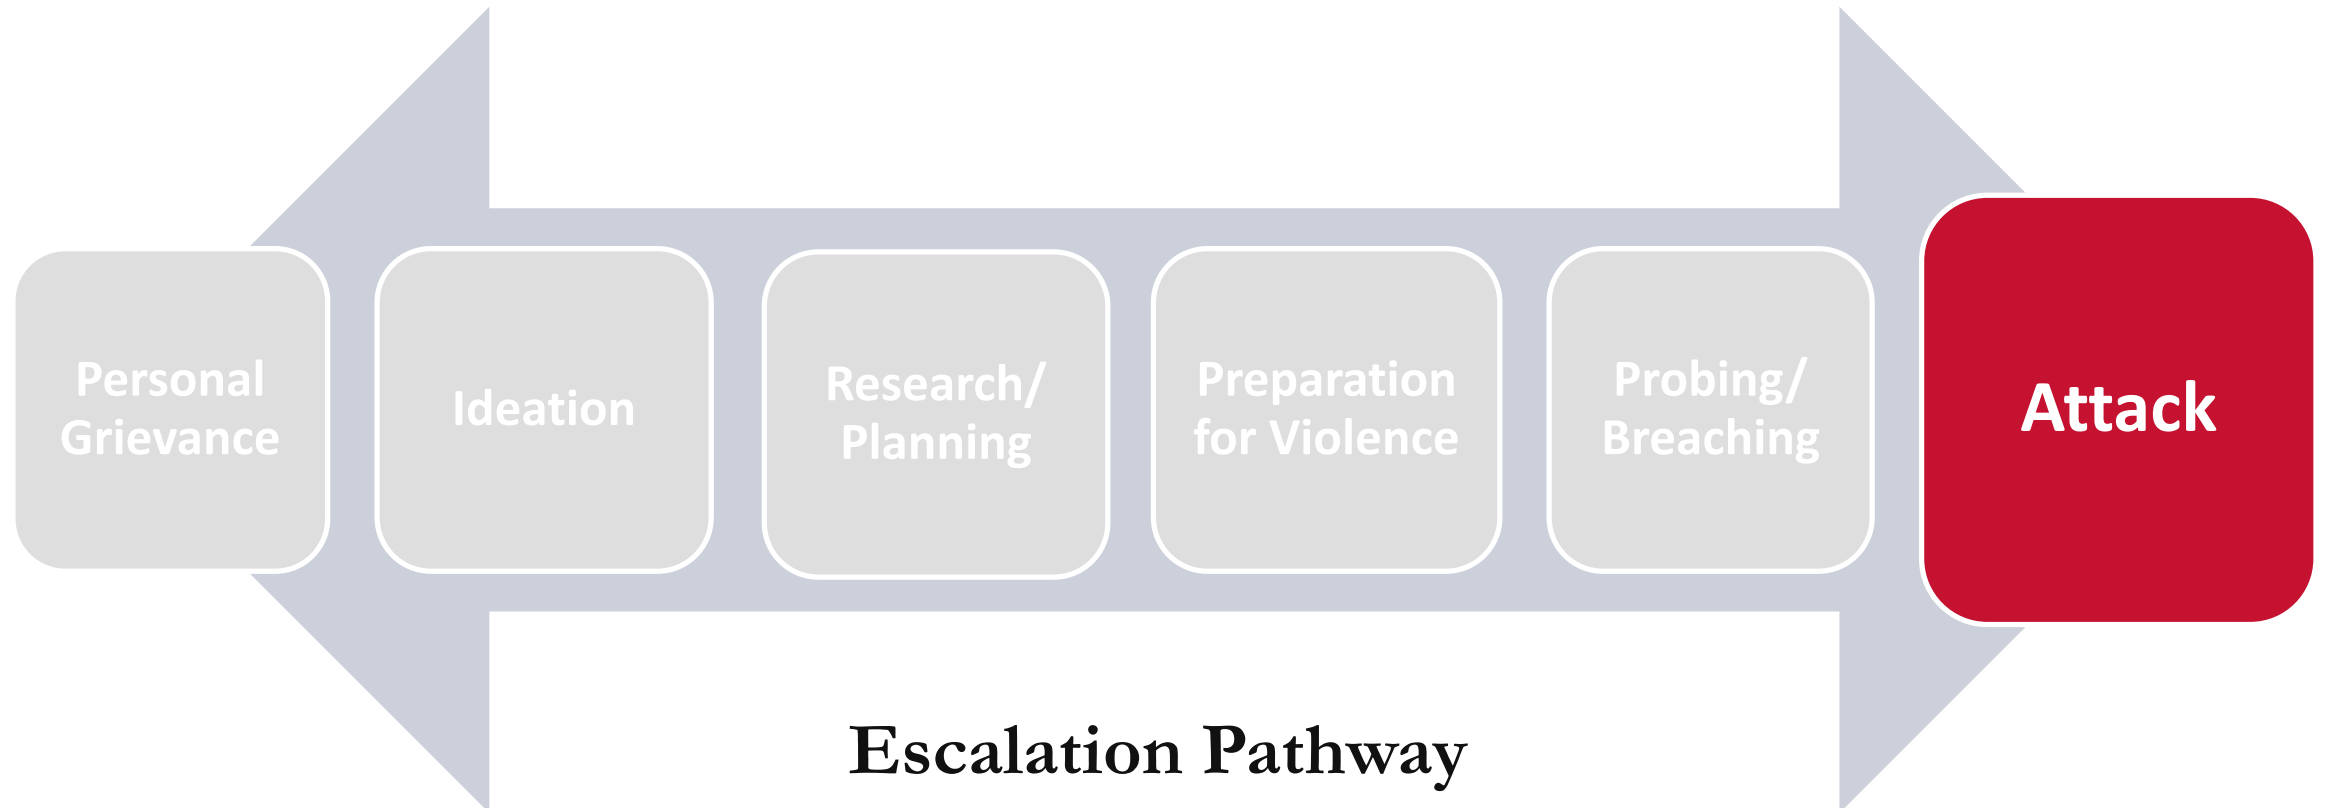 Personal
Grievance
Ideation
Research/
Planning
Preparation
for Violence
Probing/
Breaching
Attack
Escalation Pathway